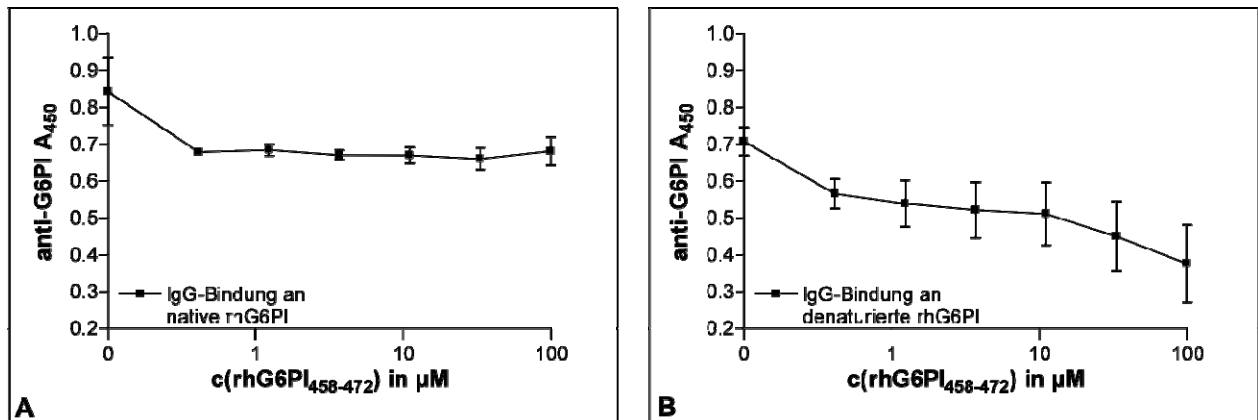 1.0
0.9
0.8
0.7
0.6
0.5
0.4
0.3
0.2
anti-G6PI A450
IgG-Bindung an
native rhG6PI
0 1 10 100
c(rhG6PI458-472) in µM
A
1.0
0.9
0.8
0.7
0.6
0.5
0.4
0.3
0.2
anti-G6PI A450
IgG-Bindung an
denaturierte rhG6PI
0 1 10 100
c(rhG6PI458-472) in µM
B